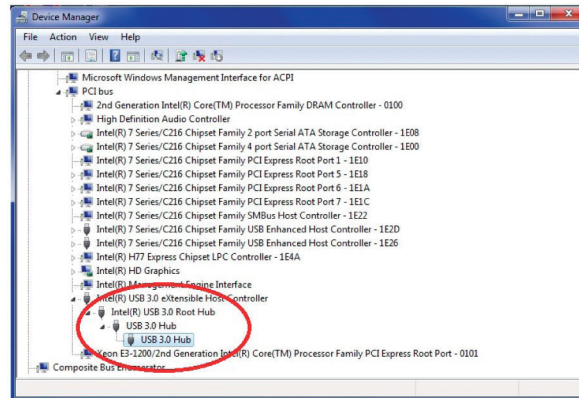 Device Manager
File Action View Help
Microsoft Windows Management Interface for ACPI
PCI bus
2nd Generation Intel(R) Core(TM) Processor Family DRAM Controller - 0100
High Definition Audio Controller
Intel(R) 7 Series/C216 Chipset Family 2 port Serial ATA Storage Controller - 1E08
Intel(R) 7 Series/C216 Chipset Family 4 port Serial ATA Storage Controller - 1E00
Intel(R) 7 Series/C216 Chipset Family PCI Express Root Port 1 - 1E10
Intel(R) 7 Series/C216 Chipset Family PCI Express Root Port 5 - 1E18
Intel(R) 7 Series/C216 Chipset Family PCI Express Root Port 6 - 1E1A
Intel(R) 7 Series/C216 Chipset Family PCI Express Root Port 7 - 1E1C
Intel(R) 7 Series/C216 Chipset Family SMBus Host Controller - 1E22
Intel(R) 7 Series/C216 Chipset Family USB Enhanced Host Controller - 1E2D
Intel(R) 7 Series/C216 Chipset Family USB Enhanced Host Controller - 1E26
Intel(R) H77 Express Chipset LPC Controller - 1E4A
Intel(R) HD Graphics
Intel(R) Management Engine Interface
Intel(R) USB 3.0 eXtensible Host Controller
Intel(R) USB 3.0 Root Hub
USB 3.0 Hub
USB 3.0 Hub
Xeon E3-1200/2nd Generation Intel(R) Core(TM) Processor Family PCI Express Root Port - 0101
Composite Bus Enumerator